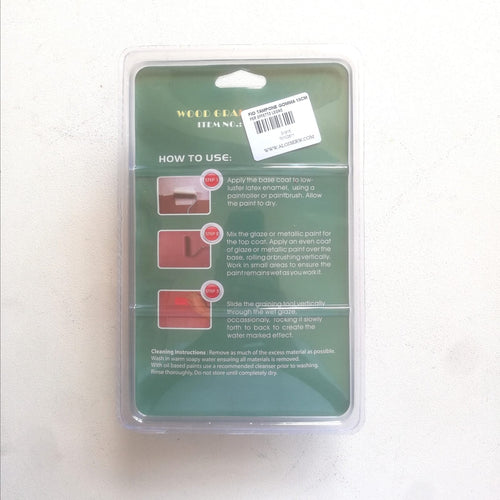 WOOD GRA
ITEM NO.:
FIO TAMPONE GOMMA 15CM
PER EFFETTO LEGNO
HOW TO USE:
STEP 1
Apply the base coat to low-
luster latex enamel, using a
paintroller or paintbrush. Allow
the paint to dry.
STEP 2
Mix the glaze or metallic paint for
the top coat. Apply an even coat
of glaze or metallic paint over the
base, rolling or brushing vertically.
Work in small areas to ensure the
paint remains wet as you work it.
STEP 3
Slide the graining tool vertically
through the wet glaze,
occassionaly, rocking it slowly
forth to back to create the
water marked effect.
Cleaning Instructions : Remove as much of the excess material as possible.
Wash in warm soapy water ensuring all materials is removed.
With oil based paints use a recommended cleanser prior to washing.
Rinse thoroughly, Do not store until completely dry.